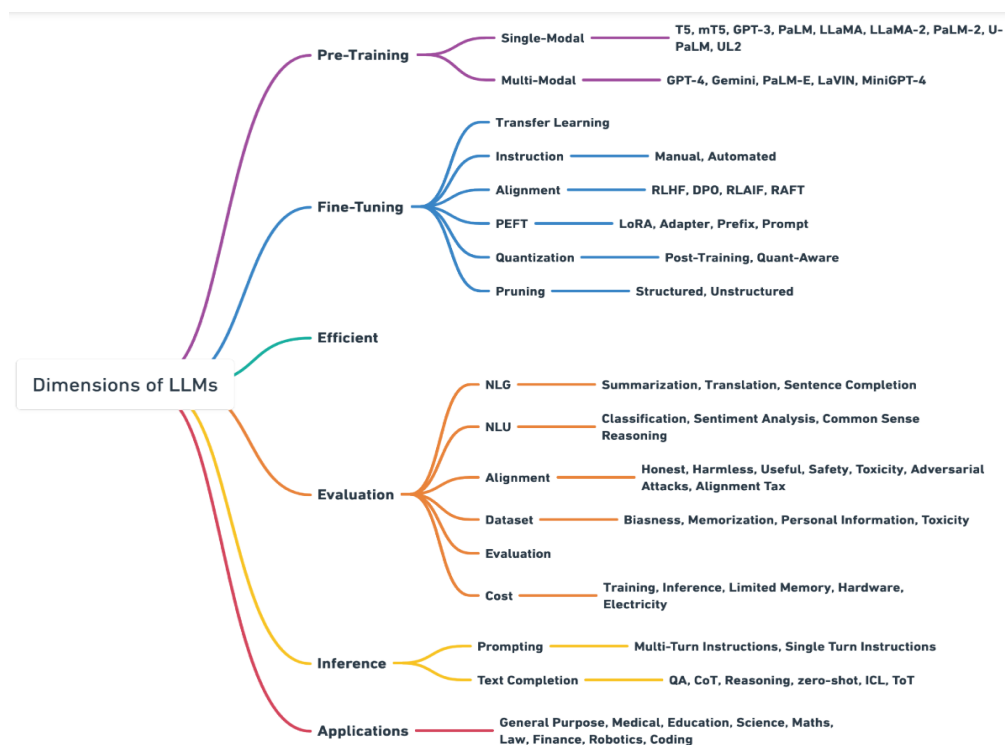 Dimensions of LLMs
Pre-Training
Single-Modal
T5, mT5, GPT-3, PaLM, LLaMA, LLaMA-2, PaLM-2, U-
PaLM, UL2
Multi-Modal
GPT-4, Gemini, PaLM-E, LaVIN, MiniGPT-4
Fine-Tuning
Transfer Learning
Instruction
Manual, Automated
Alignment
RLHF, DPO, RLAIF, RAFT
PEFT
LoRA, Adapter, Prefix, Prompt
Quantization
Post-Training, Quant-Aware
Pruning
Structured, Unstructured
Efficient
Evaluation
NLG
Summarization, Translation, Sentence Completion
NLU
Classification, Sentiment Analysis, Common Sense
Reasoning
Alignment
Honest, Harmless, Useful, Safety, Toxicity, Adversarial
Attacks, Alignment Tax
Dataset
Biasness, Memorization, Personal Information, Toxicity
Evaluation
Cost
Training, Inference, Limited Memory, Hardware,
Electricity
Inference
Prompting
Multi-Turn Instructions, Single Turn Instructions
Text Completion
QA, CoT, Reasoning, zero-shot, ICL, ToT
Applications
General Purpose, Medical, Education, Science, Maths,
Law, Finance, Robotics, Coding